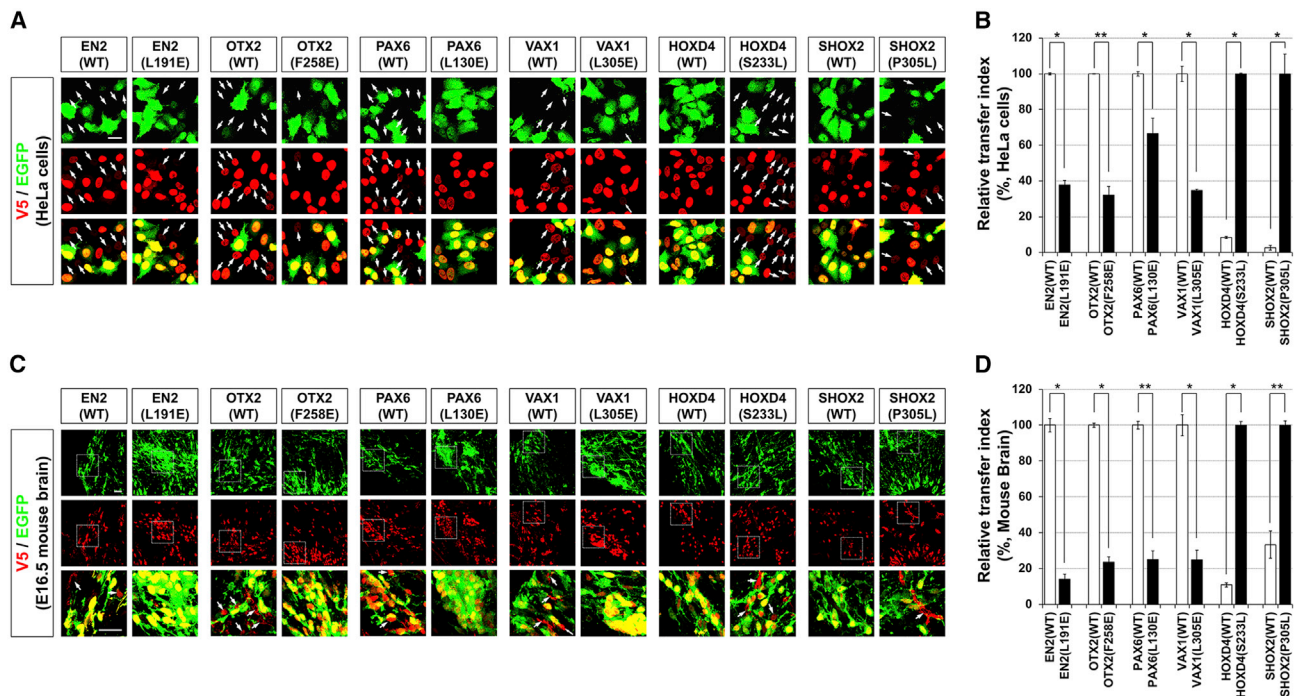 A
EN2
(WT)
EN2
(L191E)
OTX2
(WT)
OTX2
(F258E)
PAX6
(WT)
PAX6
(L130E)
VAX1
(WT)
VAX1
(L305E)
HOXD4
(WT)
HOXD4
(S233L)
SHOX2
(WT)
SHOX2
(P305L)
V5 / EGFP
(HeLa cells)
B
Relative transfer index
(%, HeLa cells)
120
100
80
60
40
20
0
*
**
*
*
*
*
EN2(WT)
EN2(L191E)
OTX2(WT)
OTX2(F258E)
PAX6(WT)
PAX6(L130E)
VAX1(WT)
VAX1(L305E)
HOXD4(WT)
HOXD4(S233L)
SHOX2(WT)
SHOX2(P305L)
C
EN2
(WT)
EN2
(L191E)
OTX2
(WT)
OTX2
(F258E)
PAX6
(WT)
PAX6
(L130E)
VAX1
(WT)
VAX1
(L305E)
HOXD4
(WT)
HOXD4
(S233L)
SHOX2
(WT)
SHOX2
(P305L)
V5 / EGFP
(E16.5 mouse brain)
D
Relative transfer index
(%, Mouse Brain)
120
100
80
60
40
20
0
*
*
**
*
*
**
EN2(WT)
EN2(L191E)
OTX2(WT)
OTX2(F258E)
PAX6(WT)
PAX6(L130E)
VAX1(WT)
VAX1(L305E)
HOXD4(WT)
HOXD4(S233L)
SHOX2(WT)
SHOX2(P305L)